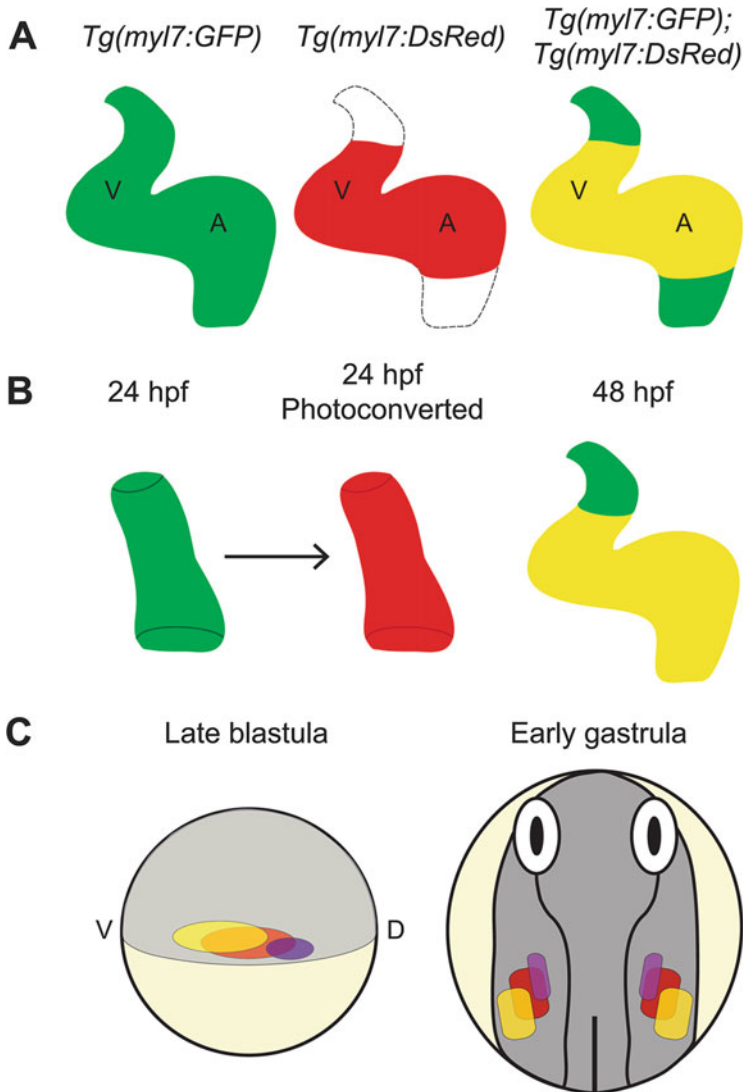 A
Tg(myl7:GFP)
Tg(myl7:DsRed)
Tg(myl7:GFP);
Tg(myl7:DsRed)
V
A
V
A
V
A
B
24 hpf
24 hpf
Photoconverted
48 hpf
C
Late blastula
Early gastrula
V
D